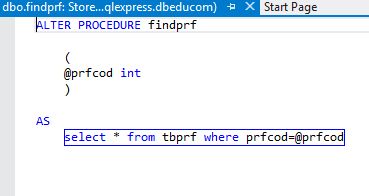 dbo.findprf: Store...qlexpress.dbeducom) Start Page
ALTER PROCEDURE findprf
(
@prfcod int
)
AS
select * from tbprf where prfcod=@prfcod